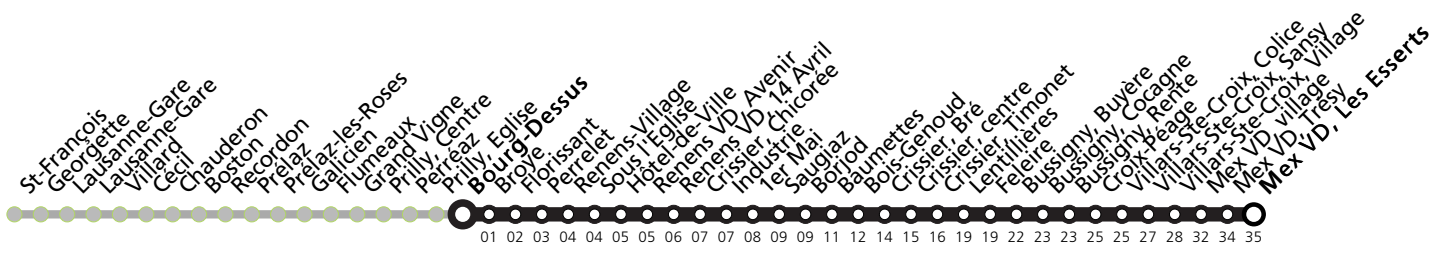 St-François
Georgette
Lausanne-Gare
Lausanne-Gare
Villard
Cecil
Chauderon
Boston
Recordon
Prélaz
Prélaz-les-Roses
Galicien
Flumeaux
Grand Vigne
Prilly, Centre
Perréaz
Prilly, Eglise
Bourg-Dessus
Broye
Florissant
Perrelet
Renens-Village
Sous l'Eglise
Hôtel-de-Ville
Renens VD, Avenir
Renens VD, 14 Avril
Crissier, Chicorée
Industrie
1er Mai
Saugiaz
Borjod
Baumettes
Bois-Genoud
Crissier, Bré
Crissier, centre
Crissier, Timonet
Lentillières
Feleire
Bussigny, Buyère
Bussigny, Cocagne
Bussigny, Rente
Croix-Péage
Villars-Ste-Croix, Colice
Villars-Ste-Croix, Sansy
Villars-Ste-Croix, Village
Mex VD, village
Mex VD, Trésy
Mex VD, Les Esserts
01 02 03 04 04 05 05 06 07 07 08 09 09 11 12 14 15 16 19 19 22 23 23 25 25 27 28 32 34 35